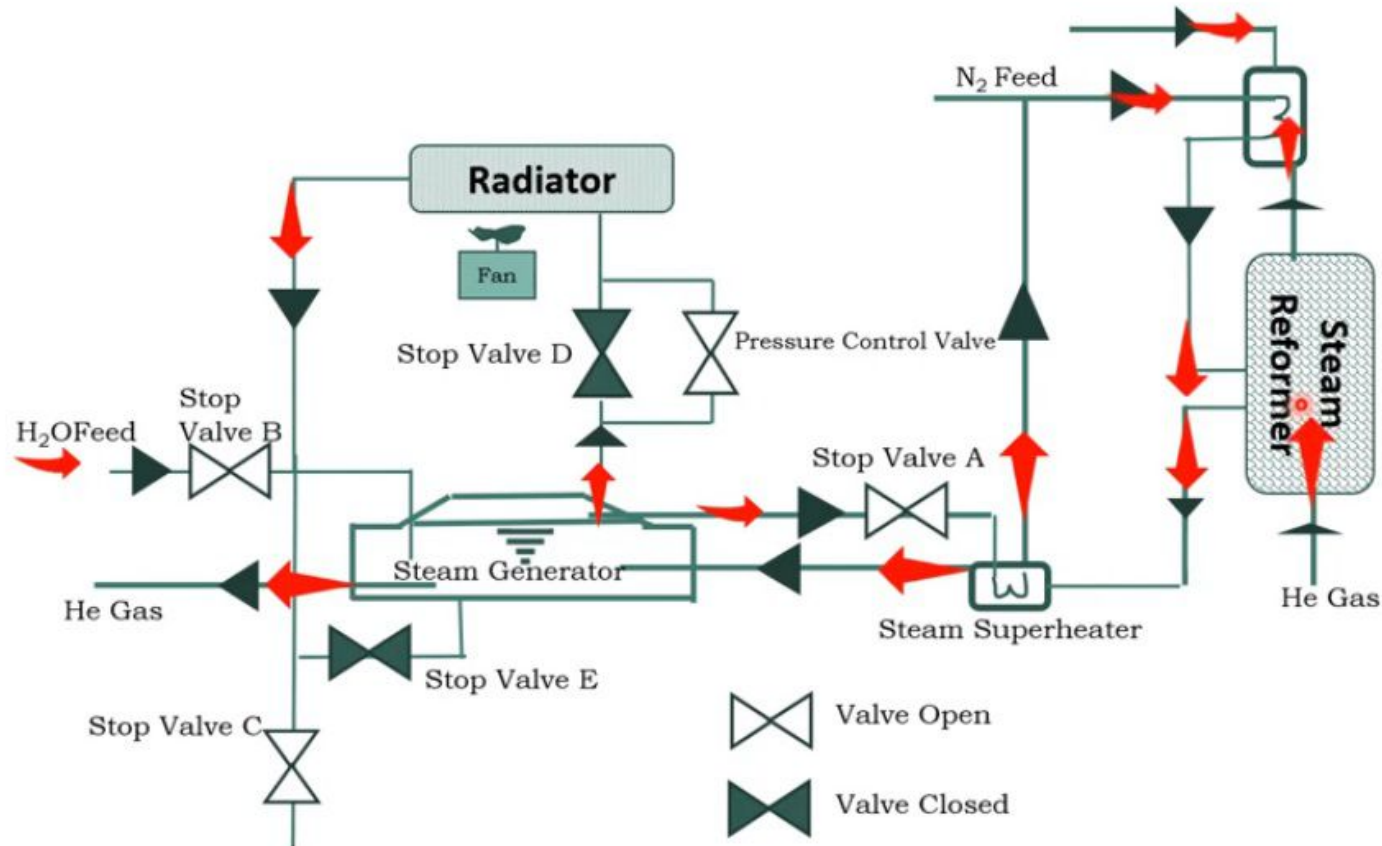 N₂ Feed
Radiator
Fan
Stop Valve D
Pressure Control Valve
Stop
Valve B
H₂OFeed
Stop Valve A
Steam
Reformer
Steam Generator
He Gas
Steam Superheater
He Gas
Stop Valve E
Stop Valve C
Valve Open
Valve Closed